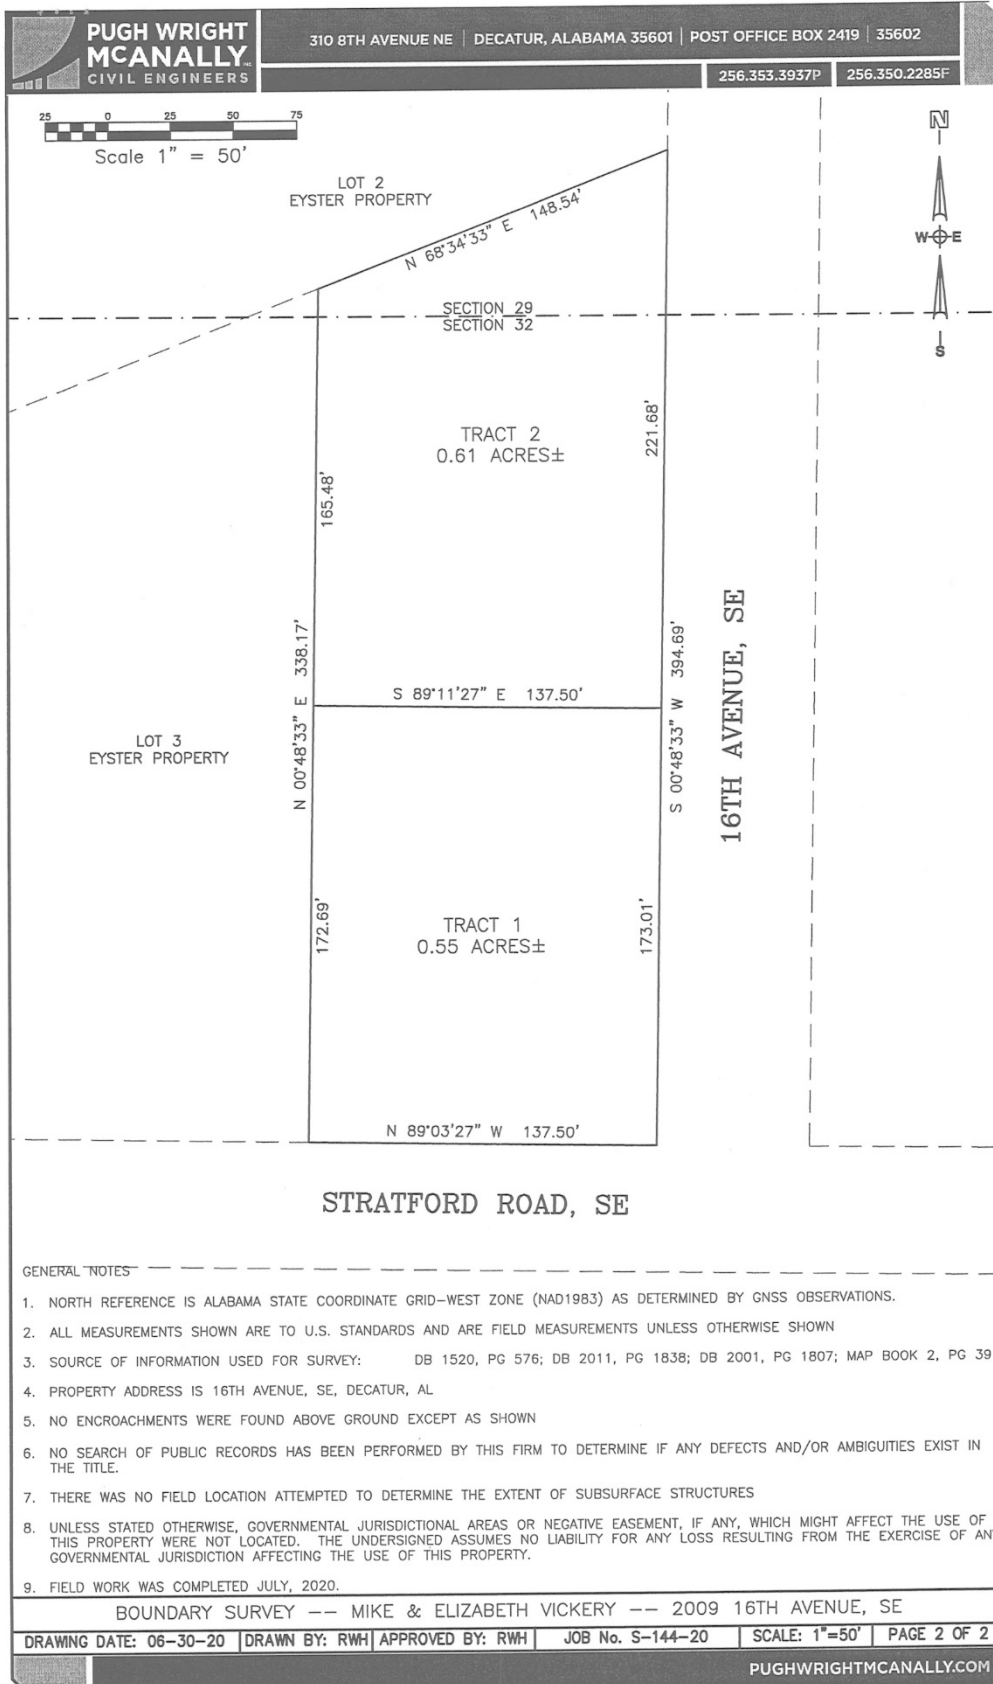 PUGH WRIGHT
MCANALLY INC
CIVIL ENGINEERS
310 8TH AVENUE NE | DECATUR, ALABAMA 35601 | POST OFFICE BOX 2419 | 35602
256.353.3937P 256.350.2285F
25 0 25 50 75
Scale 1" = 50'
N
W E
S
LOT 2
EYSTER PROPERTY
N 68°34'33" E 148.54'
SECTION 29
SECTION 32
TRACT 2
0.61 ACRES±
221.68'
165.48'
N 00°48'33" E 338.17'
S 00°48'33" W 394.69'
16TH AVENUE, SE
S 89°11'27" E 137.50'
LOT 3
EYSTER PROPERTY
TRACT 1
0.55 ACRES±
172.69'
173.01'
N 89°03'27" W 137.50'
STRATFORD ROAD, SE
GENERAL NOTES
1. NORTH REFERENCE IS ALABAMA STATE COORDINATE GRID-WEST ZONE (NAD1983) AS DETERMINED BY GNSS OBSERVATIONS.
2. ALL MEASUREMENTS SHOWN ARE TO U.S. STANDARDS AND ARE FIELD MEASUREMENTS UNLESS OTHERWISE SHOWN
3. SOURCE OF INFORMATION USED FOR SURVEY: DB 1520, PG 576; DB 2011, PG 1838; DB 2001, PG 1807; MAP BOOK 2, PG 39
4. PROPERTY ADDRESS IS 16TH AVENUE, SE, DECATUR, AL
5. NO ENCROACHMENTS WERE FOUND ABOVE GROUND EXCEPT AS SHOWN
6. NO SEARCH OF PUBLIC RECORDS HAS BEEN PERFORMED BY THIS FIRM TO DETERMINE IF ANY DEFECTS AND/OR AMBIGUITIES EXIST IN
THE TITLE.
7. THERE WAS NO FIELD LOCATION ATTEMPTED TO DETERMINE THE EXTENT OF SUBSURFACE STRUCTURES
8. UNLESS STATED OTHERWISE, GOVERNMENTAL JURISDICTIONAL AREAS OR NEGATIVE EASEMENT, IF ANY, WHICH MIGHT AFFECT THE USE OF
THIS PROPERTY WERE NOT LOCATED. THE UNDERSIGNED ASSUMES NO LIABILITY FOR ANY LOSS RESULTING FROM THE EXERCISE OF ANY
GOVERNMENTAL JURISDICTION AFFECTING THE USE OF THIS PROPERTY.
9. FIELD WORK WAS COMPLETED JULY, 2020.
BOUNDARY SURVEY -- MIKE & ELIZABETH VICKERY -- 2009 16TH AVENUE, SE
DRAWING DATE: 06-30-20 DRAWN BY: RWH APPROVED BY: RWH JOB No. S-144-20 SCALE: 1"=50' PAGE 2 OF 2
PUGHWRIGHTMCANALLY.COM